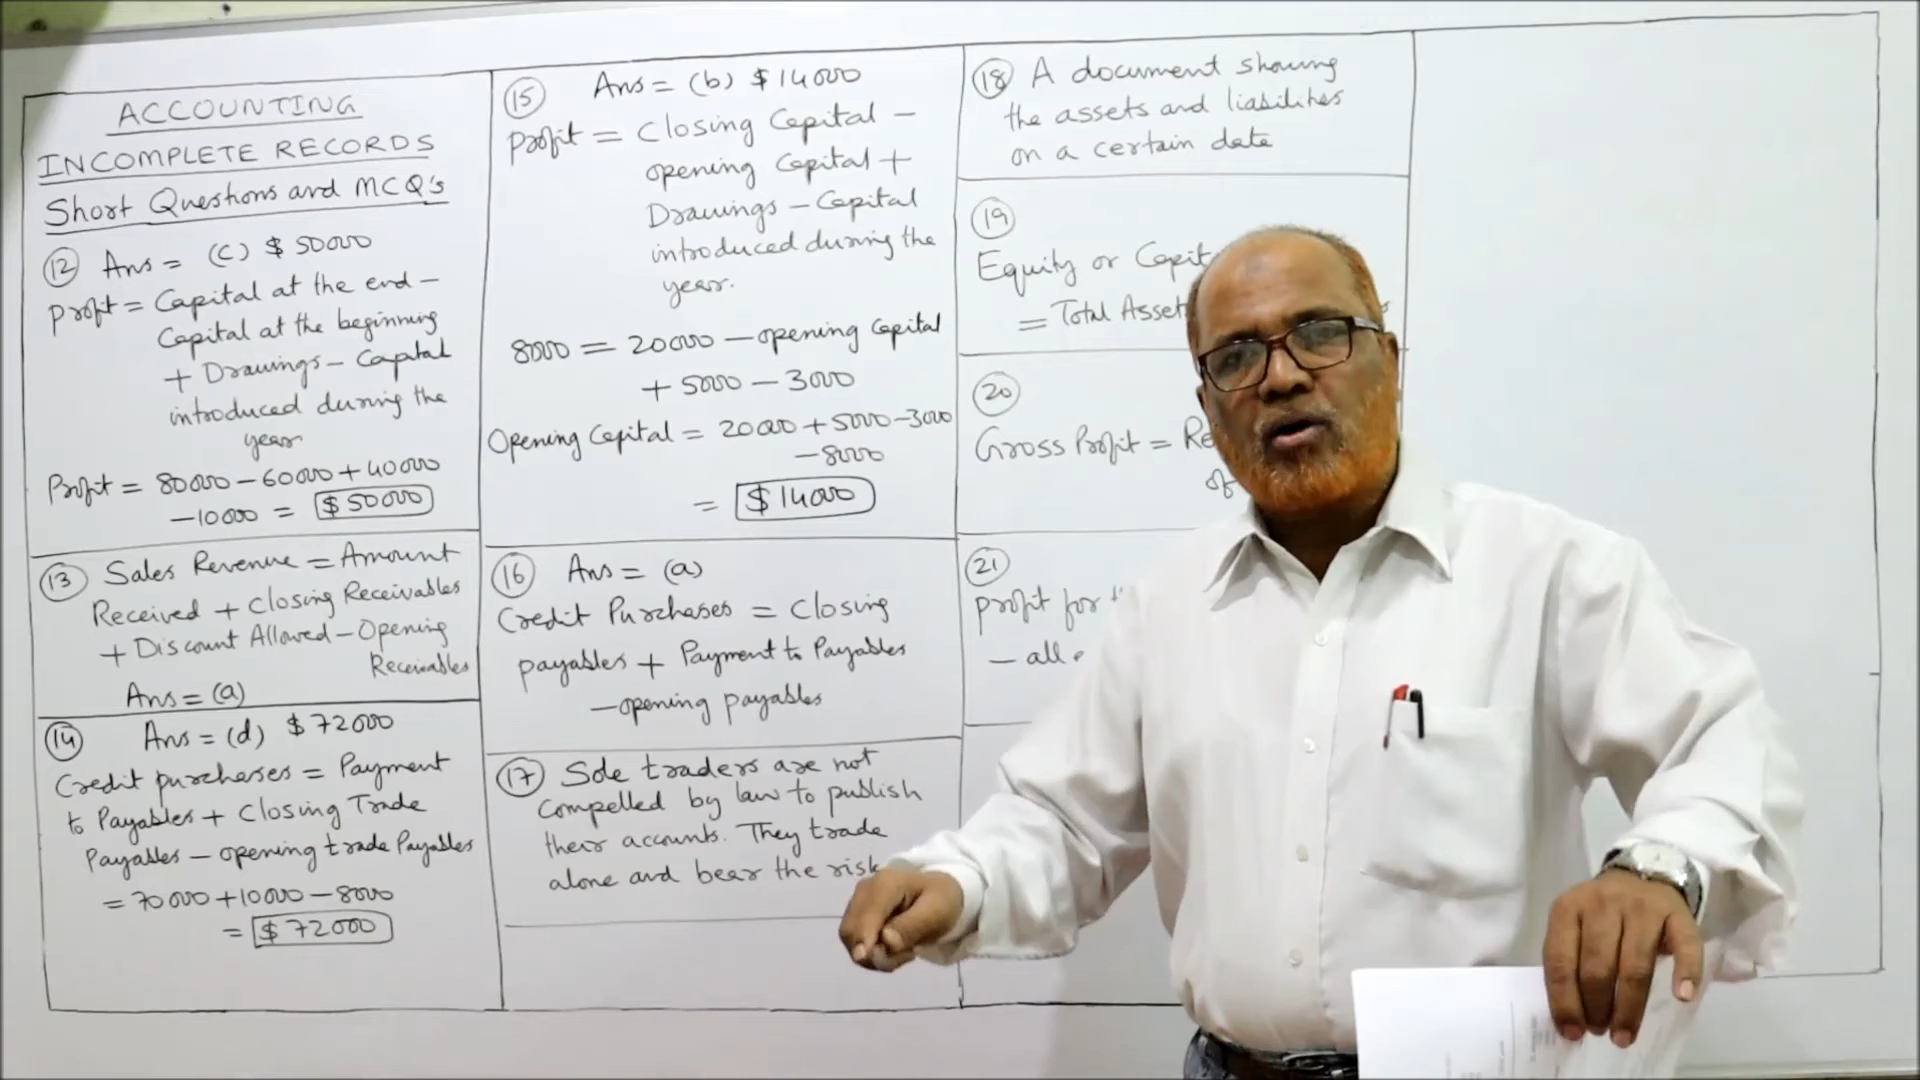 ACCOUNTING
INCOMPLETE RECORDS
Short Questions and MCQ's
12 Ans = (c) $ 50000
Profit = Capital at the end –
Capital at the beginning
+ Drawings – Capital
introduced during the
year.
Profit = 80000 – 60000 + 40000
– 10000 = $ 50000
13 Sales Revenue = Amount
Received + Closing Receivables
+ Discount Allowed – Opening
Receivables
Ans = (a)
14 Ans = (d) $ 72000
Credit purchases = Payment
to Payables + Closing Trade
Payables – opening trade Payables
= 70000 + 10000 – 8000
= $ 72000
15 Ans = (b) $ 14000
Profit = Closing Capital –
opening Capital +
Drawings – Capital
introduced during the
year.
8000 = 20000 – opening Capital
+ 5000 – 3000
Opening Capital = 20000 + 5000 – 3000
– 8000
= $ 14000
16 Ans = (a)
Credit Purchases = Closing
payables + Payment to Payables
– opening payables
17 Sole traders are not
compelled by law to publish
their accounts. They trade
alone and bear the risk
18 A document showing
the assets and liabilities
on a certain date
19
Equity or Capit
= Total Asset
20
Gross Profit = Re
of
21
Profit for
– all